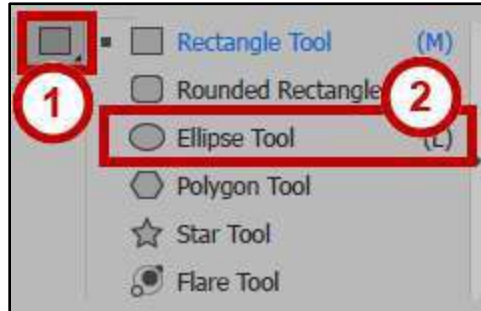 1
Rectangle Tool (M)
Rounded Rectangle
2
Ellipse Tool (L)
Polygon Tool
Star Tool
Flare Tool